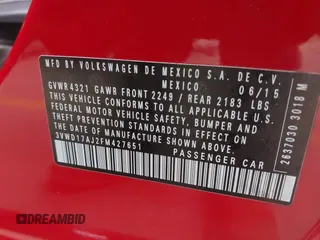 MFD BY VOLKSWAGEN DE MEXICO S.A. DE C.V.
MEXICO 06/15
GVWR4321 GAWR FRONT 2249 / REAR 2183 LBS
THIS VEHICLE CONFORMS TO ALL APPLICABLE
FEDERAL MOTOR VEHICLE SAFETY, BUMPER, AND
THEFT PREVENTION STANDARDS IN EFFECT ON
THE DATE OF MANUFACTURE SHOWN ABOVE.
3VWD17AJ2FM427651
PASSENGER CAR
2637030 3018 M
DREAMBID